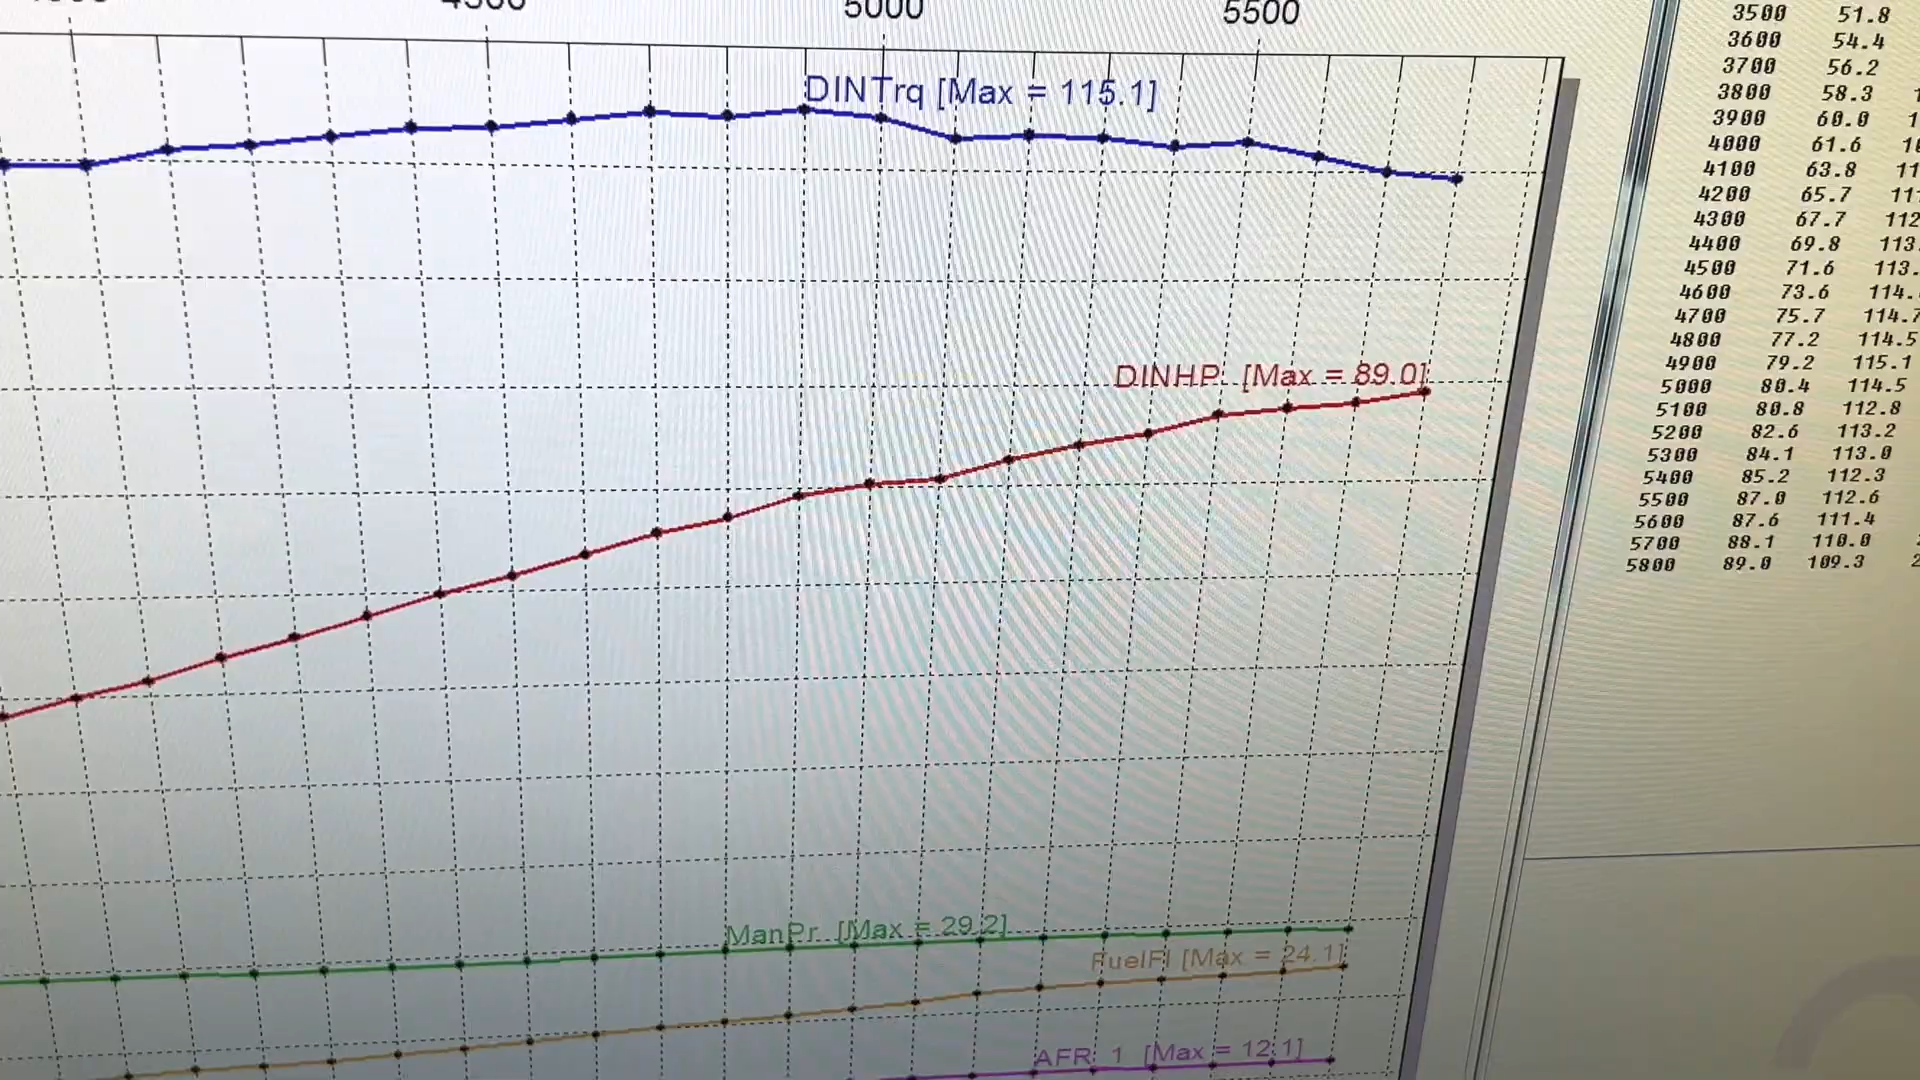 4500
5000
5500
DINTrq [Max = 115.1]
DINHP [Max = 89.0]
ManPr [Max = 29.2]
FuelFl [Max = 24.1]
AFR_1 [Max = 12.1]
3500 51.8
3600 54.4
3700 56.2
3800 58.3
3900 60.0
4000 61.6
4100 63.8
4200 65.7
4300 67.7
4400 69.8
4500 71.6
4600 73.6
4700 75.7 114.7
4800 77.2 114.5
4900 79.2 115.1
5000 80.4 114.5
5100 80.8 112.8
5200 82.6 113.2
5300 84.1 113.0
5400 85.2 112.3
5500 87.0 112.6
5600 87.6 111.4
5700 88.1 110.0
5800 89.0 109.3